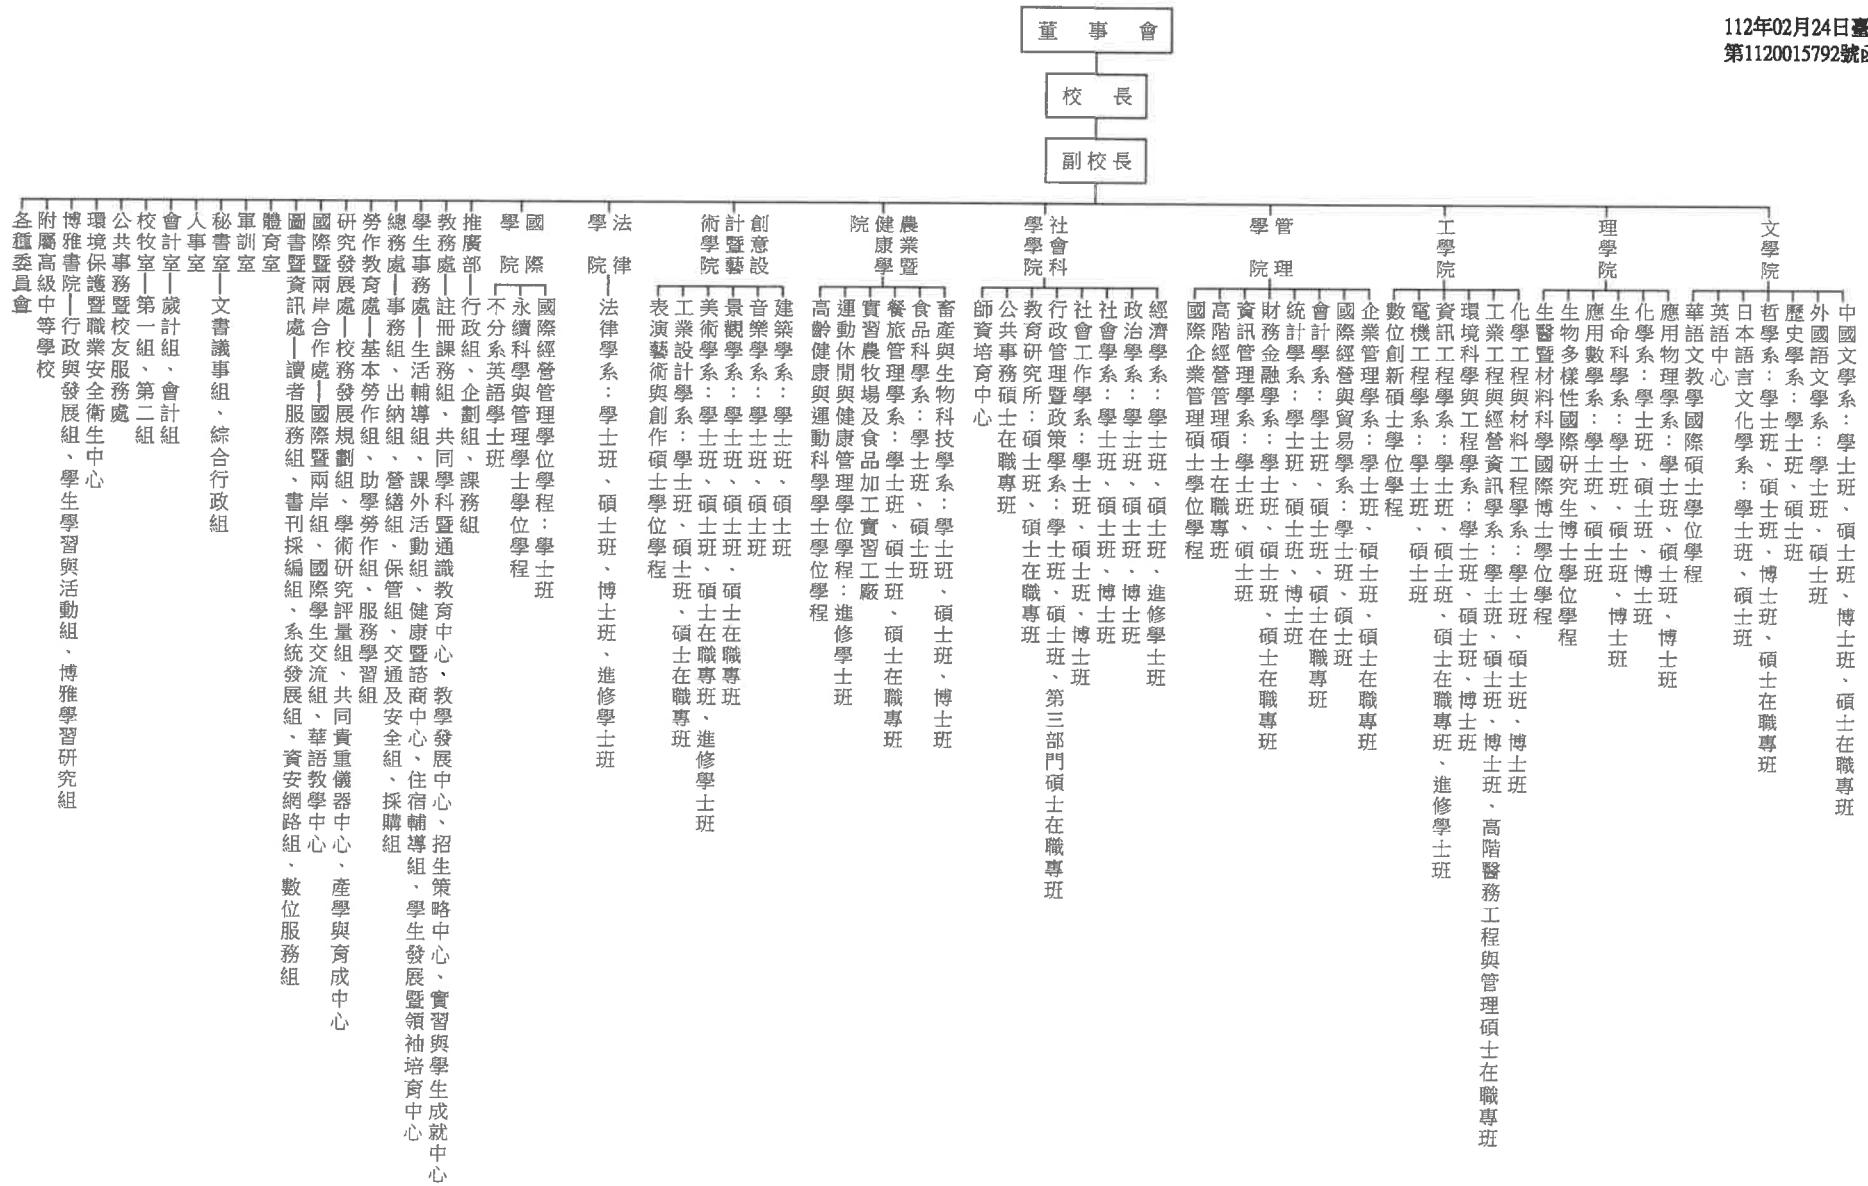 112年02月24日臺
第1120015792號函
董事會
校長
副校長
文學院
中國文學系：學士班、碩士班、博士班、碩士在職專班
外國語文學系：學士班、碩士班
歷史學系：學士班、碩士班
哲學系：學士班、碩士班、博士班、碩士在職專班
日本語言文化學系：學士班、碩士班
英語中心
華語文教學國際碩士學位學程
理學院
應用物理學系：學士班、碩士班、博士班
化學系：學士班、碩士班、博士班
生命科學系：學士班、碩士班、博士班
應用數學系：學士班、碩士班
生物多樣性國際研究生博士學位學程
生醫暨材料科學國際博士學位學程
工學院
化學工程與材料工程學系：學士班、碩士班、博士班
工業工程與經營資訊學系：學士班、碩士班、博士班、高階醫務工程與管理碩士在職專班
環境科學與工程學系：學士班、碩士班、博士班
資訊工程學系：學士班、碩士班、碩士在職專班、進修學士班
電機工程學系：學士班、碩士班
數位創新碩士學位學程
管理學院
企業管理學系：學士班、碩士班、碩士在職專班
國際經營與貿易學系：學士班、碩士班
會計學系：學士班、碩士班、碩士在職專班
統計學系：學士班、碩士班、博士班
財務金融學系：學士班、碩士班、碩士在職專班
資訊管理學系：學士班、碩士班
高階經營管理碩士在職專班
國際企業管理碩士學位學程
社會科學學院
經濟學系：學士班、碩士班、進修學士班
政治學系：學士班、碩士班、博士班
社會學系：學士班、碩士班、博士班
社會工作學系：學士班、碩士班、博士班
行政管理暨政策學系：學士班、碩士班、第三部門碩士在職專班
教育研究所：碩士班、碩士在職專班
公共事務碩士在職專班
師資培育中心
農業暨健康學院
畜產與生物科技學系：學士班、碩士班、博士班
食品科學系：學士班、碩士班
餐旅管理學系：學士班、碩士班、碩士在職專班
實習農牧場及食品加工實習工廠
運動休閒與健康管理學位學程：進修學士班
高齡健康與運動科學學士學位學程
創意設計暨藝術學院
建築學系：學士班、碩士班
音樂學系：學士班、碩士班
景觀學系：學士班、碩士班、碩士在職專班
美術學系：學士班、碩士班、碩士在職專班、進修學士班
工業設計學系：學士班、碩士班、碩士在職專班
表演藝術與創作碩士學位學程
法律學院
法律學系：學士班、碩士班、博士班、進修學士班
國際學院
國際經營管理學位學程：學士班
永續科學與管理學士學位學程
不分系英語學士班
推廣部─行政組、企劃組、課務組
教務處─註冊課務組、共同學科暨通識教育中心、教學發展中心、招生策略中心、實習與學生成就中心
學生事務處─生活輔導組、課外活動組、健康暨諮商中心、住宿輔導組、學生發展暨領袖培育中心
總務處─事務組、出納組、營繕組、保管組、交通及安全組、採購組
勞作教育處─基本勞作組、助學勞作組、服務學習組
研究發展處─校務發展規劃組、學術研究評量組、共同貴重儀器中心、產學與育成中心
國際暨兩岸合作處─國際暨兩岸組、國際學生交流組、華語教學中心
圖書暨資訊處─讀者服務組、書刊採編組、系統發展組、資安網路組、數位服務組
體育室
軍訓室
秘書室─文書議事組、綜合行政組
人事室
會計室─歲計組、會計組
校牧室─第一組、第二組
公共事務暨校友服務處
環境保護暨職業安全衛生中心
博雅書院─行政與發展組、學生學習與活動組、博雅學習研究組
附屬高級中等學校
各種委員會